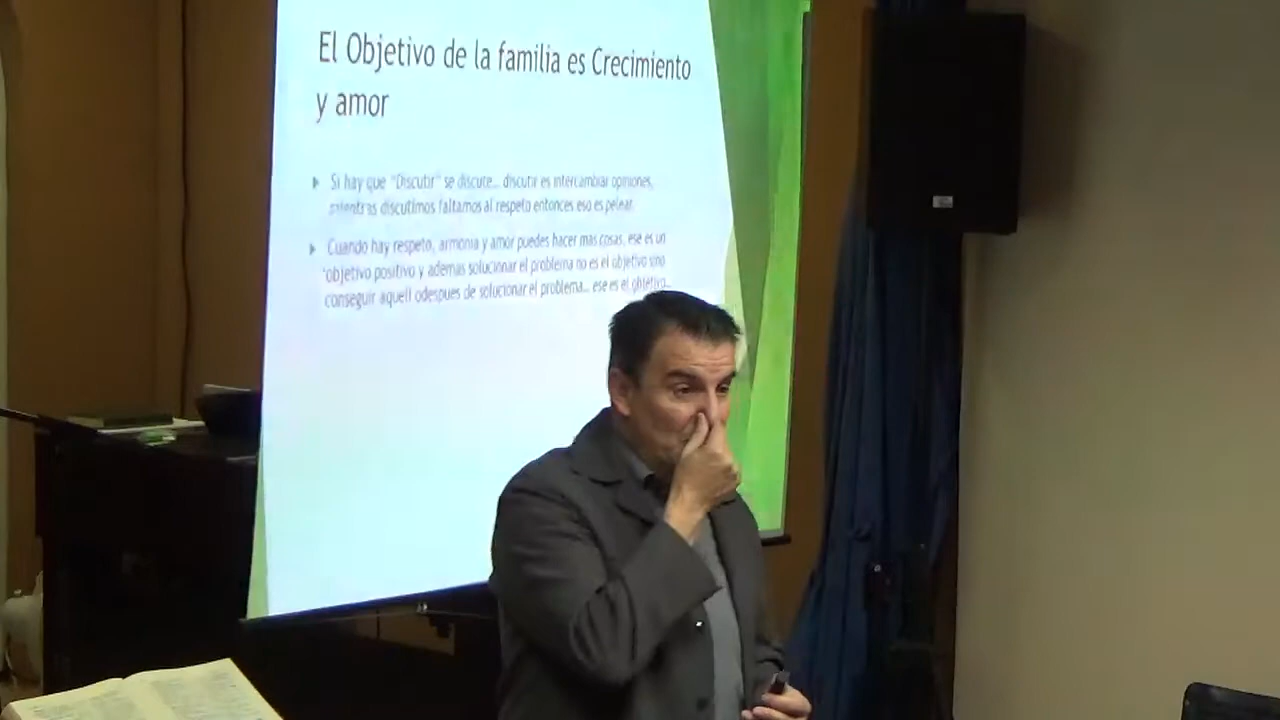 El Objetivo de la familia es Crecimiento
y amor
Si hay que "Discutir" se discute... discutir es intercambiar opiniones,
mientras discutimos faltamos al respeto entonces eso es pelear.
Cuando hay respeto, armonia y amor puedes hacer mas cosas, ese es un
objetivo positivo y ademas solucionar el problema no es el objetivo sino
conseguir aquell odespues de solucionar el problema... ese es el objetivo...